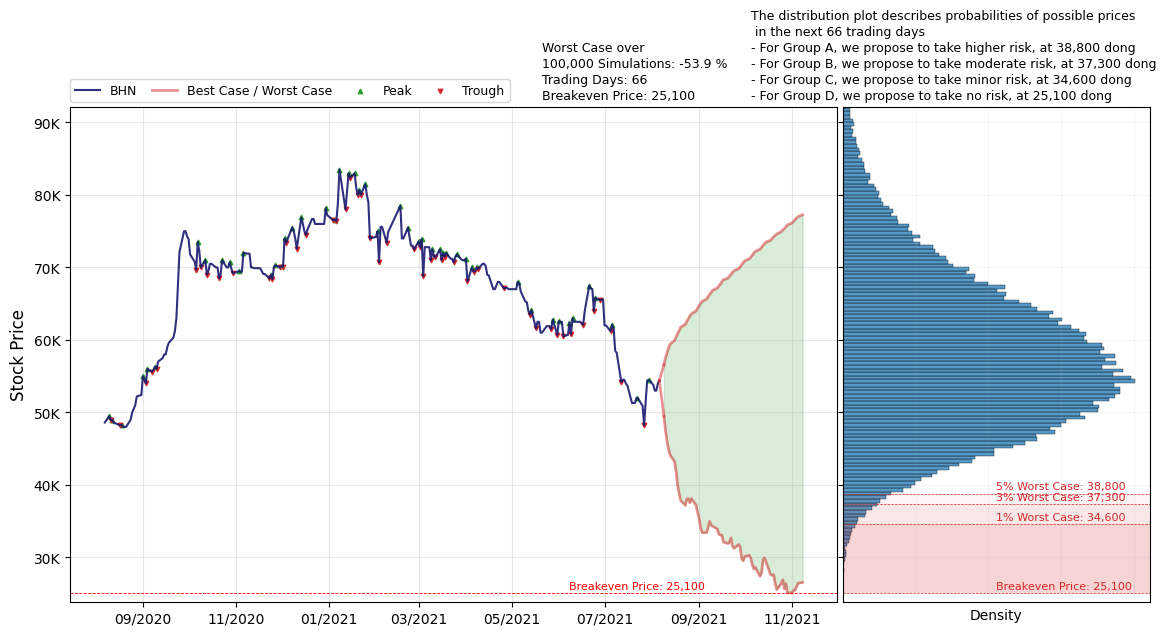 The distribution plot describes probabilities of possible prices
in the next 66 trading days
- For Group A, we propose to take higher risk, at 38,800 dong
- For Group B, we propose to take moderate risk, at 37,300 dong
- For Group C, we propose to take minor risk, at 34,600 dong
- For Group D, we propose to take no risk, at 25,100 dong
Worst Case over
100,000 Simulations: -53.9 %
Trading Days: 66
Breakeven Price: 25,100
BHN
Best Case / Worst Case
Peak
Trough
Stock Price
90K
80K
70K
60K
50K
40K
30K
Breakeven Price: 25,100
09/2020
11/2020
01/2021
03/2021
05/2021
07/2021
09/2021
11/2021
5% Worst Case: 38,800
3% Worst Case: 37,300
1% Worst Case: 34,600
Breakeven Price: 25,100
Density